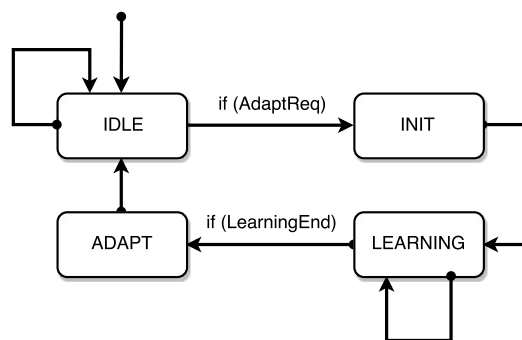 IDLE
if (AdaptReq)
INIT
ADAPT
if (LearningEnd)
LEARNING